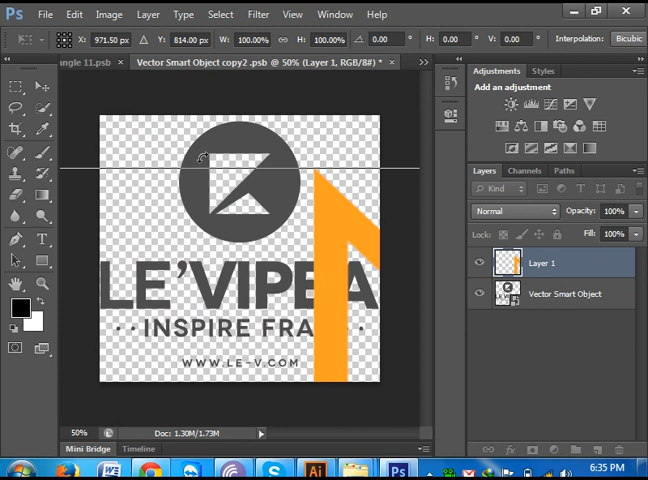 Ps File Edit Image Layer Type Select Filter View Window Help
X: 971.50 px Y: 814.00 px W: 100.00% H: 100.00% 0.00 ° H: 0.00 ° V: 0.00 ° Interpolation: Bicubic
angle 11.psb × Vector Smart Object copy2 .psb @ 50% (Layer 1, RGB/8#) * ×
Adjustments Styles
Add an adjustment
Layers Channels Paths
Kind
Normal Opacity: 100%
Lock: Fill: 100%
Layer 1
Vector Smart Object
LE'VIPEA
··INSPIRE FRA ·
WWW.LE-V.COM
50% Doc: 1.30M/1.73M
Mini Bridge Timeline
Ai Ps 6:35 PM